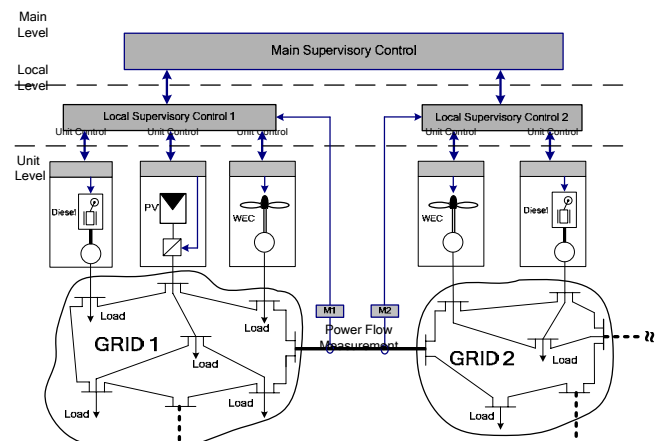 Main
Level
Main Supervisory Control
Local
Level
Local Supervisory Control 1
Local Supervisory Control 2
Unit Control
Unit Control
Unit Control
Unit Control
Unit Control
Unit
Level
Diesel
PV
WEC
WEC
Diesel
M1
M2
Power Flow
Measurement
Load
Load
GRID 1
GRID 2
Load
Load
Load
Load
Load
Load